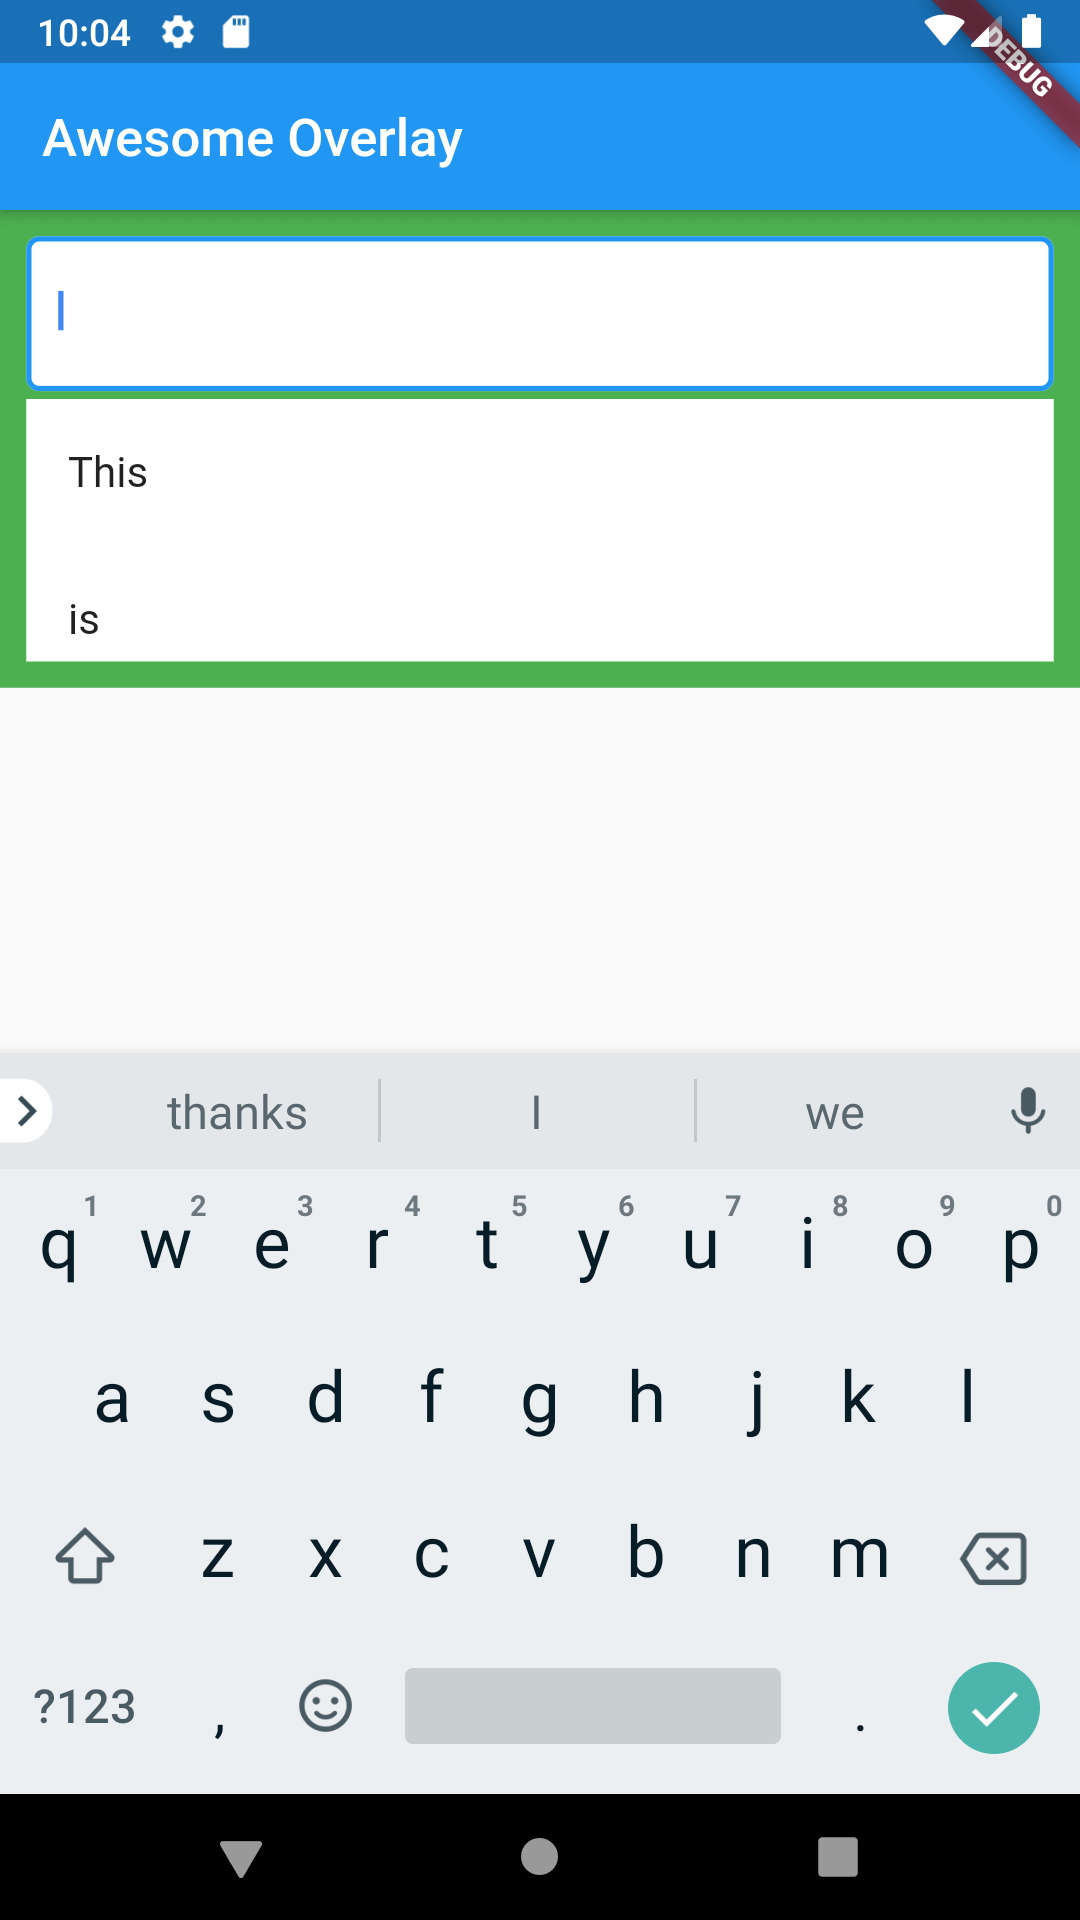 10:04
DEBUG
Awesome Overlay
This
is
thanks I we
1 2 3 4 5 6 7 8 9 0
q w e r t y u i o p
a s d f g h j k l
z x c v b n m
?123 , .